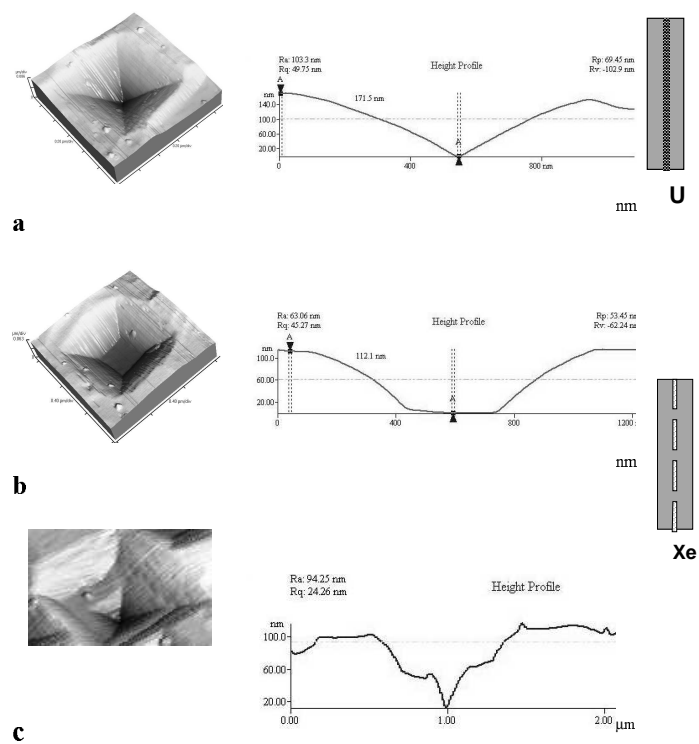 Ra: 103.3 nm
Rq: 49.75 nm
Height Profile
Rp: 69.45 nm
Rv: -102.9 nm
A
nm
171.5 nm
140.0
100.0
60.00
20.00
A
0
400
800 nm
nm
U
a
Ra: 63.06 nm
Rq: 45.27 nm
Height Profile
Rp: 53.45 nm
Rv: -62.24 nm
A
nm
112.1 nm
100.0
60.00
20.00
A
0
400
800
1200
nm
b
Xe
Ra: 94.25 nm
Rq: 24.26 nm
Height Profile
nm
100.0
60.00
20.00
0.00
1.00
2.00
µm
c